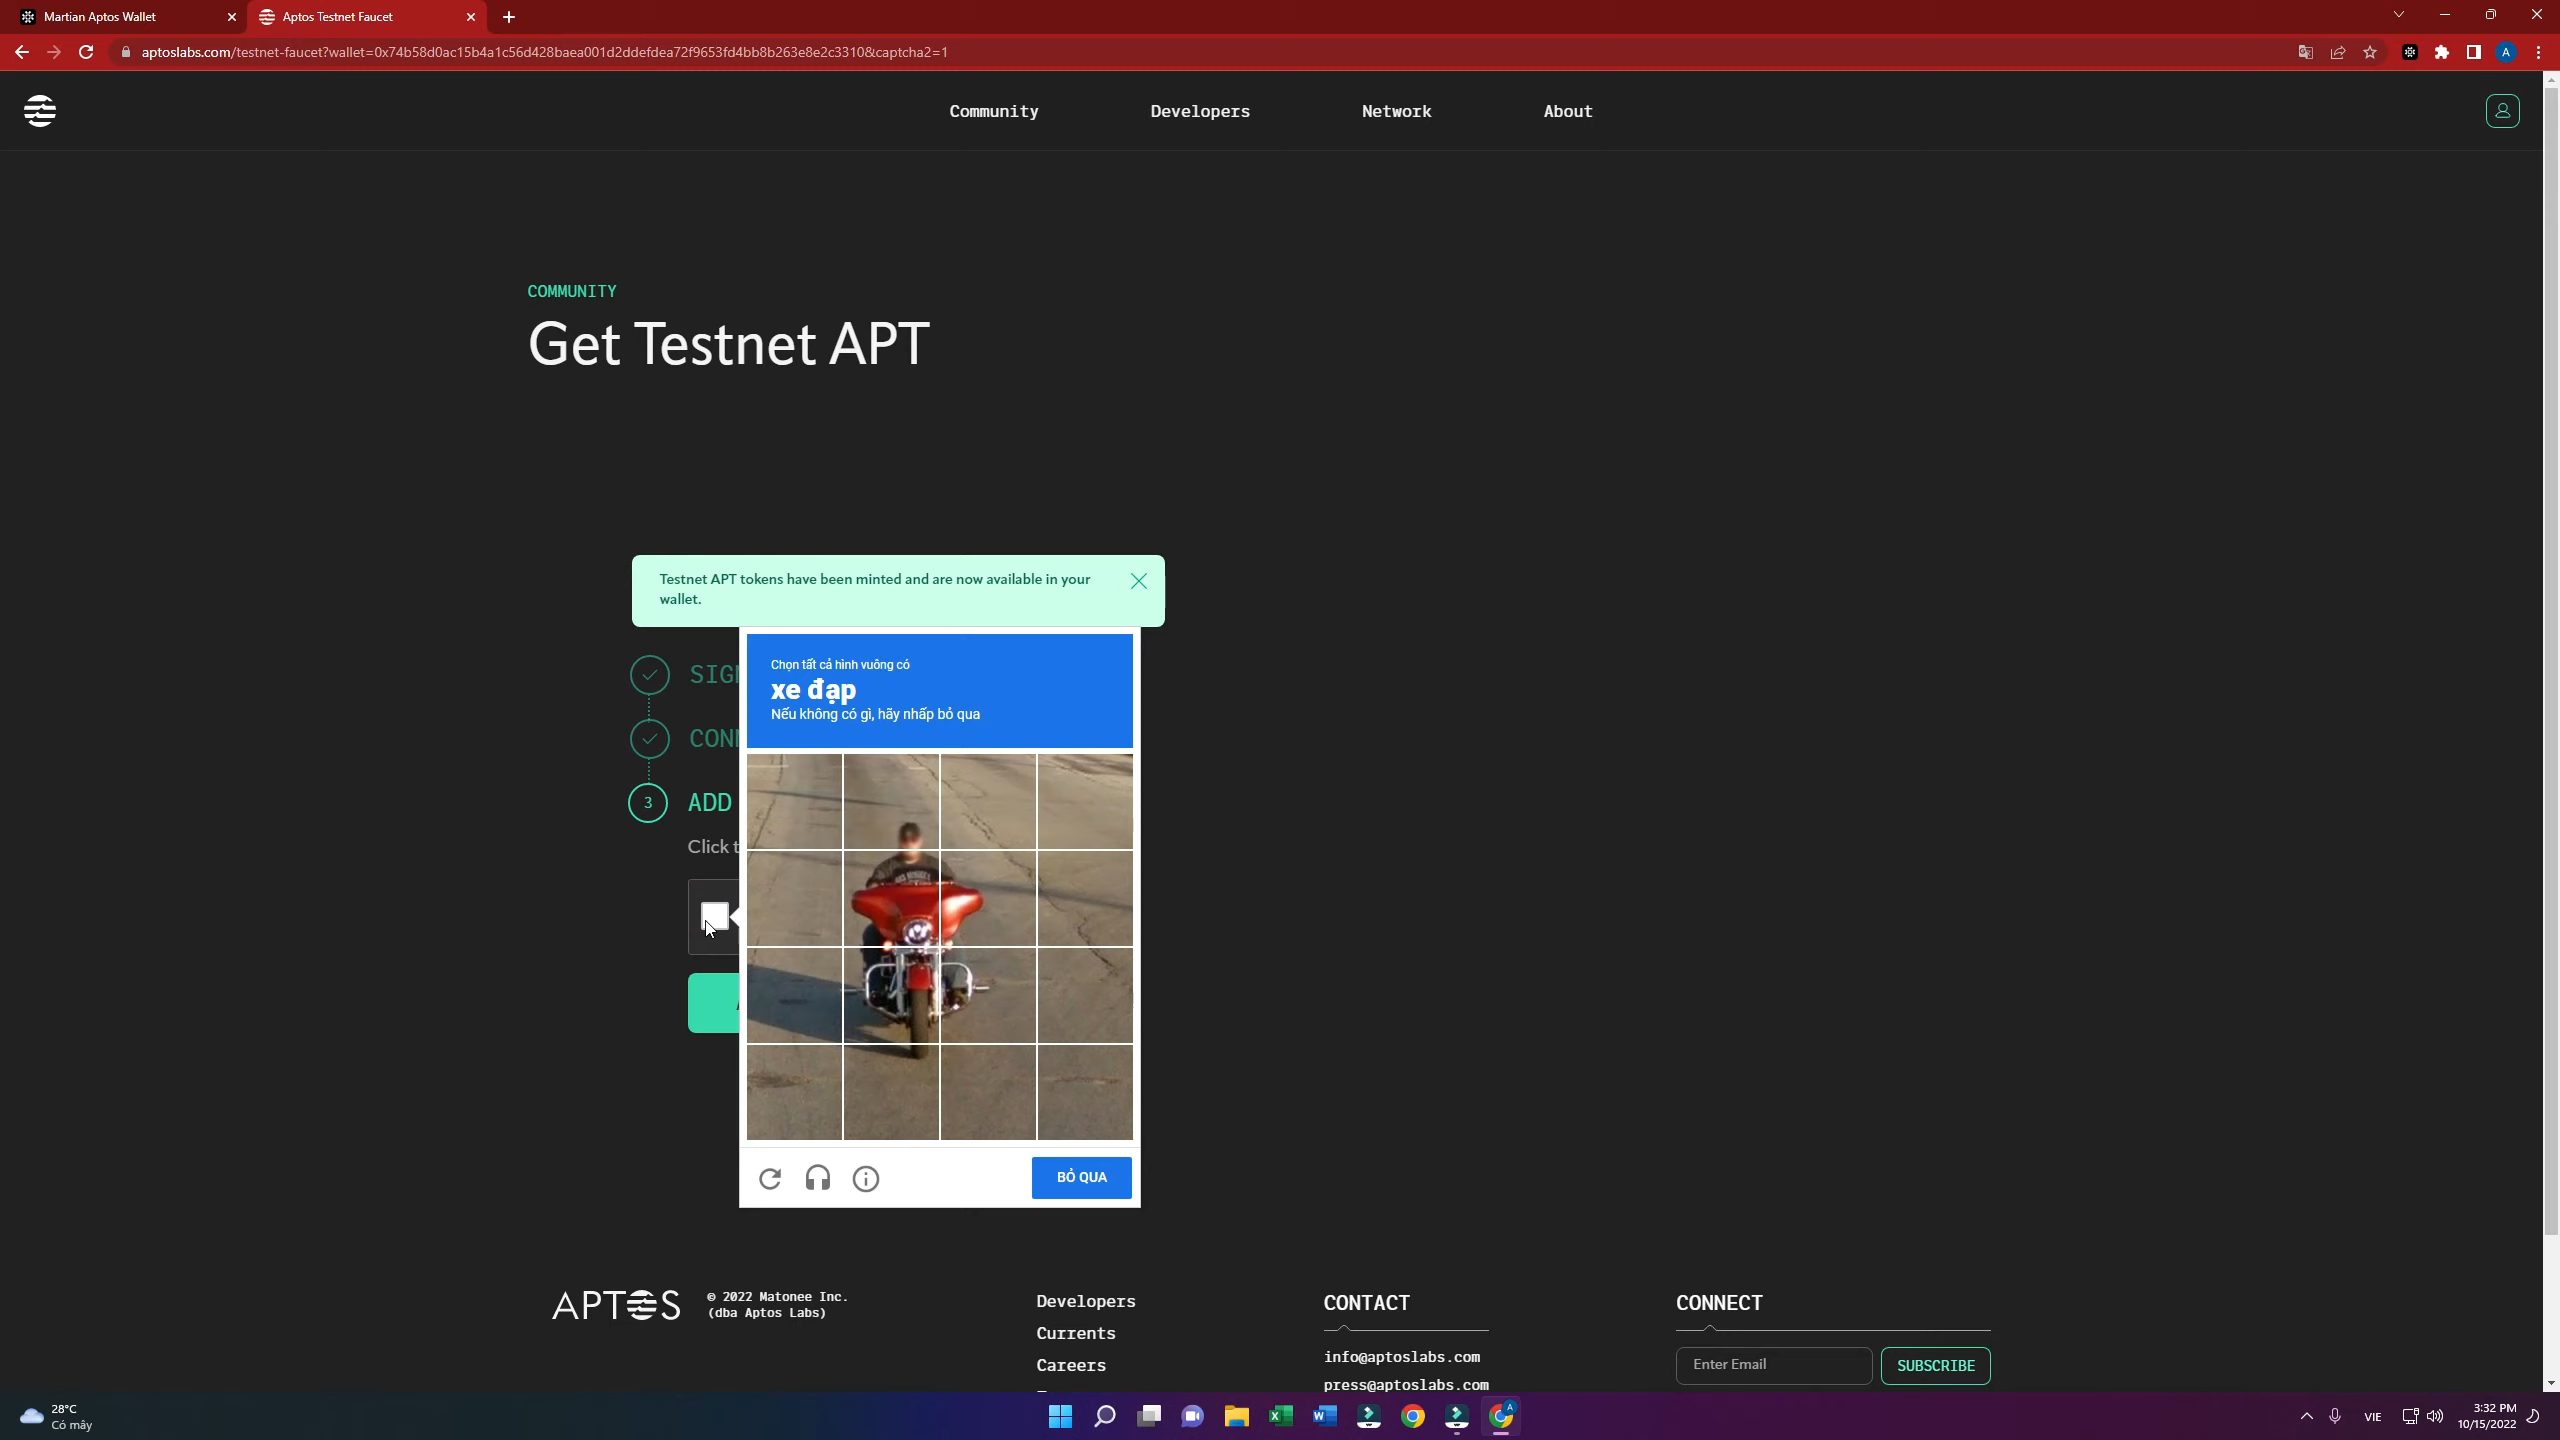 Martian Aptos Wallet
Aptos Testnet Faucet
aptoslabs.com/testnet-faucet?wallet=0x74b58d0ac15b4a1c56d428baea001d2ddefdea72f9653fd4bb8b263e8e2c3310&captcha2=1
A
Community Developers Network About
COMMUNITY
Get Testnet APT
Testnet APT tokens have been minted and are now available in your
wallet.
SIGN
CONN
3 ADD
Click t
Chọn tất cả hình vuông có
xe đạp
Nếu không có gì, hãy nhấp bỏ qua
BỎ QUA
APTOS
© 2022 Matonee Inc.
(dba Aptos Labs)
Developers
Currents
Careers
CONTACT
info@aptoslabs.com
press@aptoslabs.com
CONNECT
Enter Email
SUBSCRIBE
28°C
Có mây
VIE
3:32 PM
10/15/2022